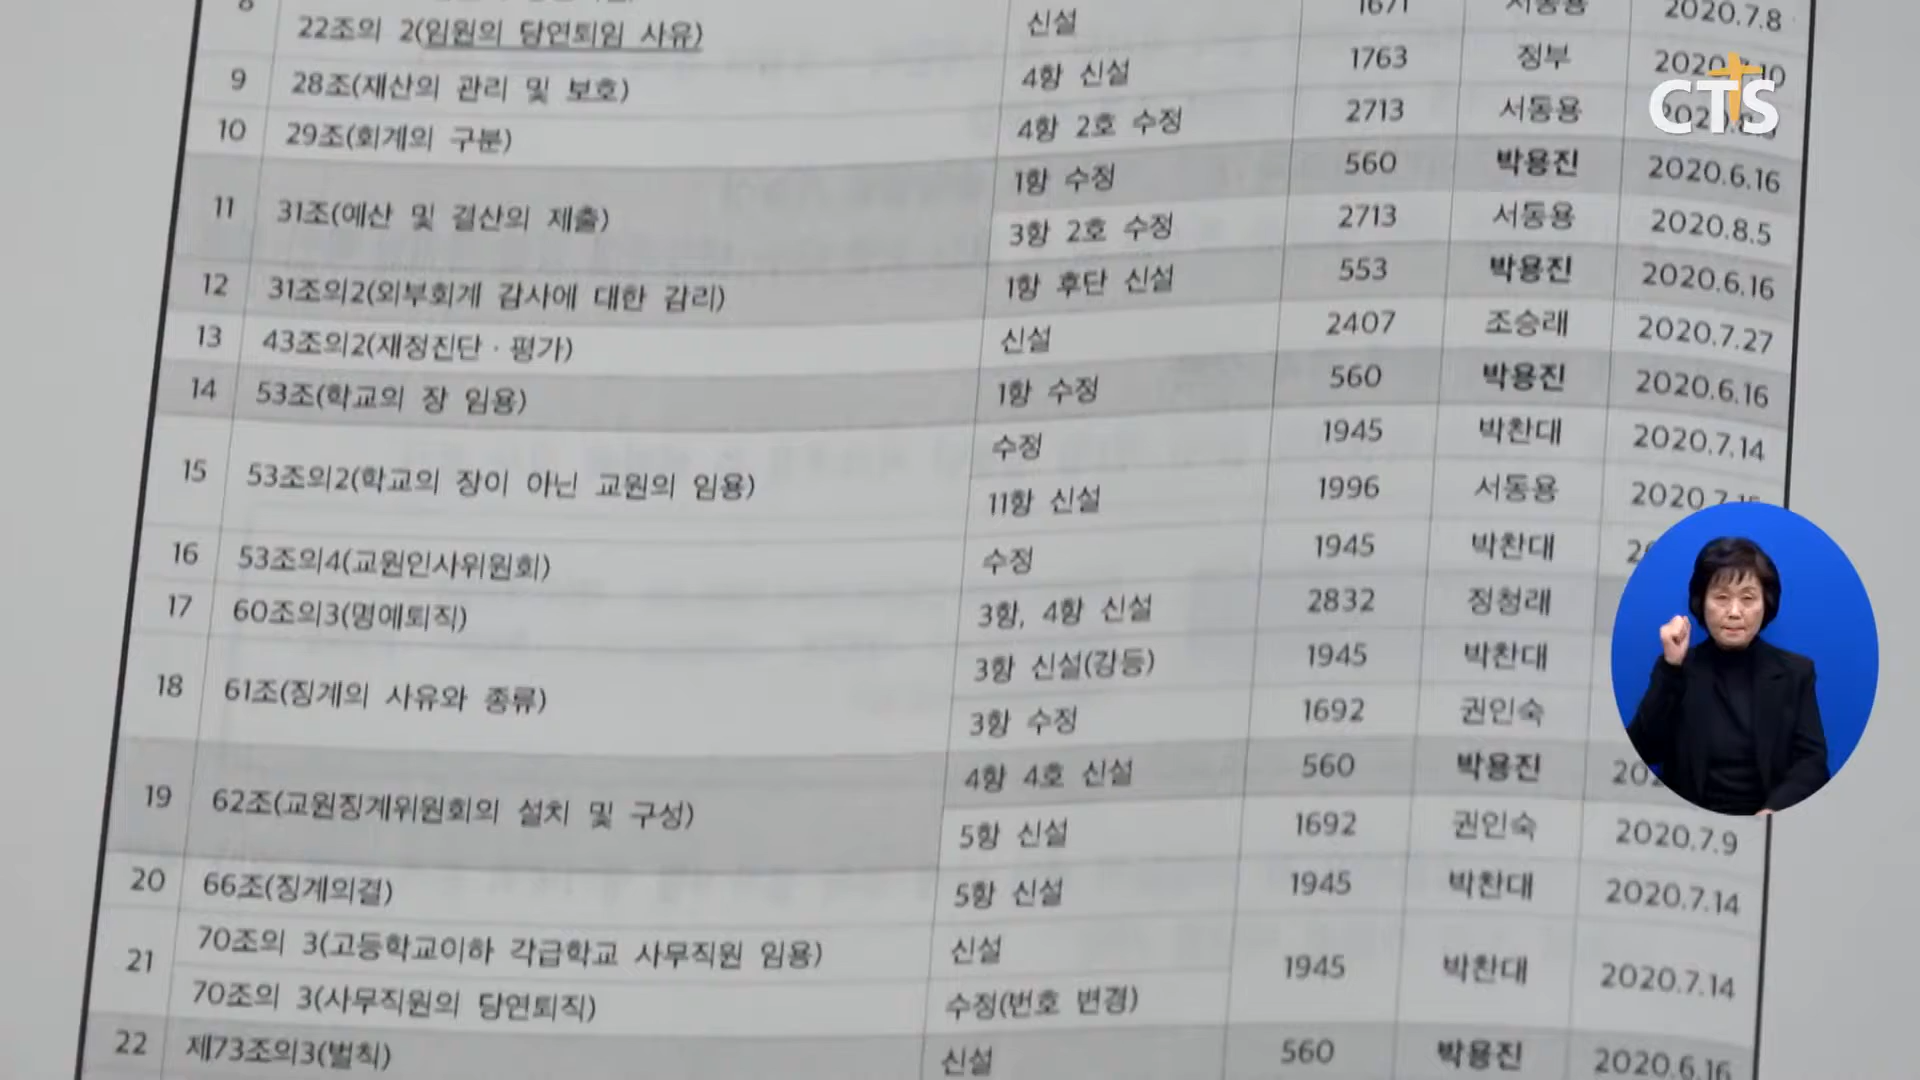 8
1671 서동용 2020.7.8
22조의 2(임원의 당연퇴임 사유) 신설
9 28조(재산의 관리 및 보호) 4항 신설 1763 정부
10 29조(회계의 구분) 4항 2호 수정 2713 서동용
11 31조(예산 및 결산의 제출) 1항 수정 560 박용진 2020.6.16
3항 2호 수정 2713 서동용 2020.8.5
12 31조의2(외부회계 감사에 대한 감리) 1항 후단 신설 553 박용진 2020.6.16
13 43조의2(재정진단·평가) 신설 2407 조승래 2020.7.27
14 53조(학교의 장 임용) 1항 수정 560 박용진 2020.6.16
15 53조의2(학교의 장이 아닌 교원의 임용) 수정 1945 박찬대 2020.7.14
11항 신설 1996 서동용
16 53조의4(교원인사위원회) 수정 1945 박찬대
17 60조의3(명예퇴직) 3항, 4항 신설 2832 정청래
18 61조(징계의 사유와 종류) 3항 신설(강등) 1945 박찬대
3항 수정 1692 권인숙
19 62조(교원징계위원회의 설치 및 구성) 4항 4호 신설 560 박용진
5항 신설 1692 권인숙 2020.7.9
20 66조(징계의결) 5항 신설 1945 박찬대 2020.7.14
21 70조의 3(고등학교이하 각급학교 사무직원 임용) 신설 1945 박찬대 2020.7.14
70조의 3(사무직원의 당연퇴직) 수정(번호 변경)
22 제73조의3(벌칙) 신설 560 박용진 2020.6.16
CTS